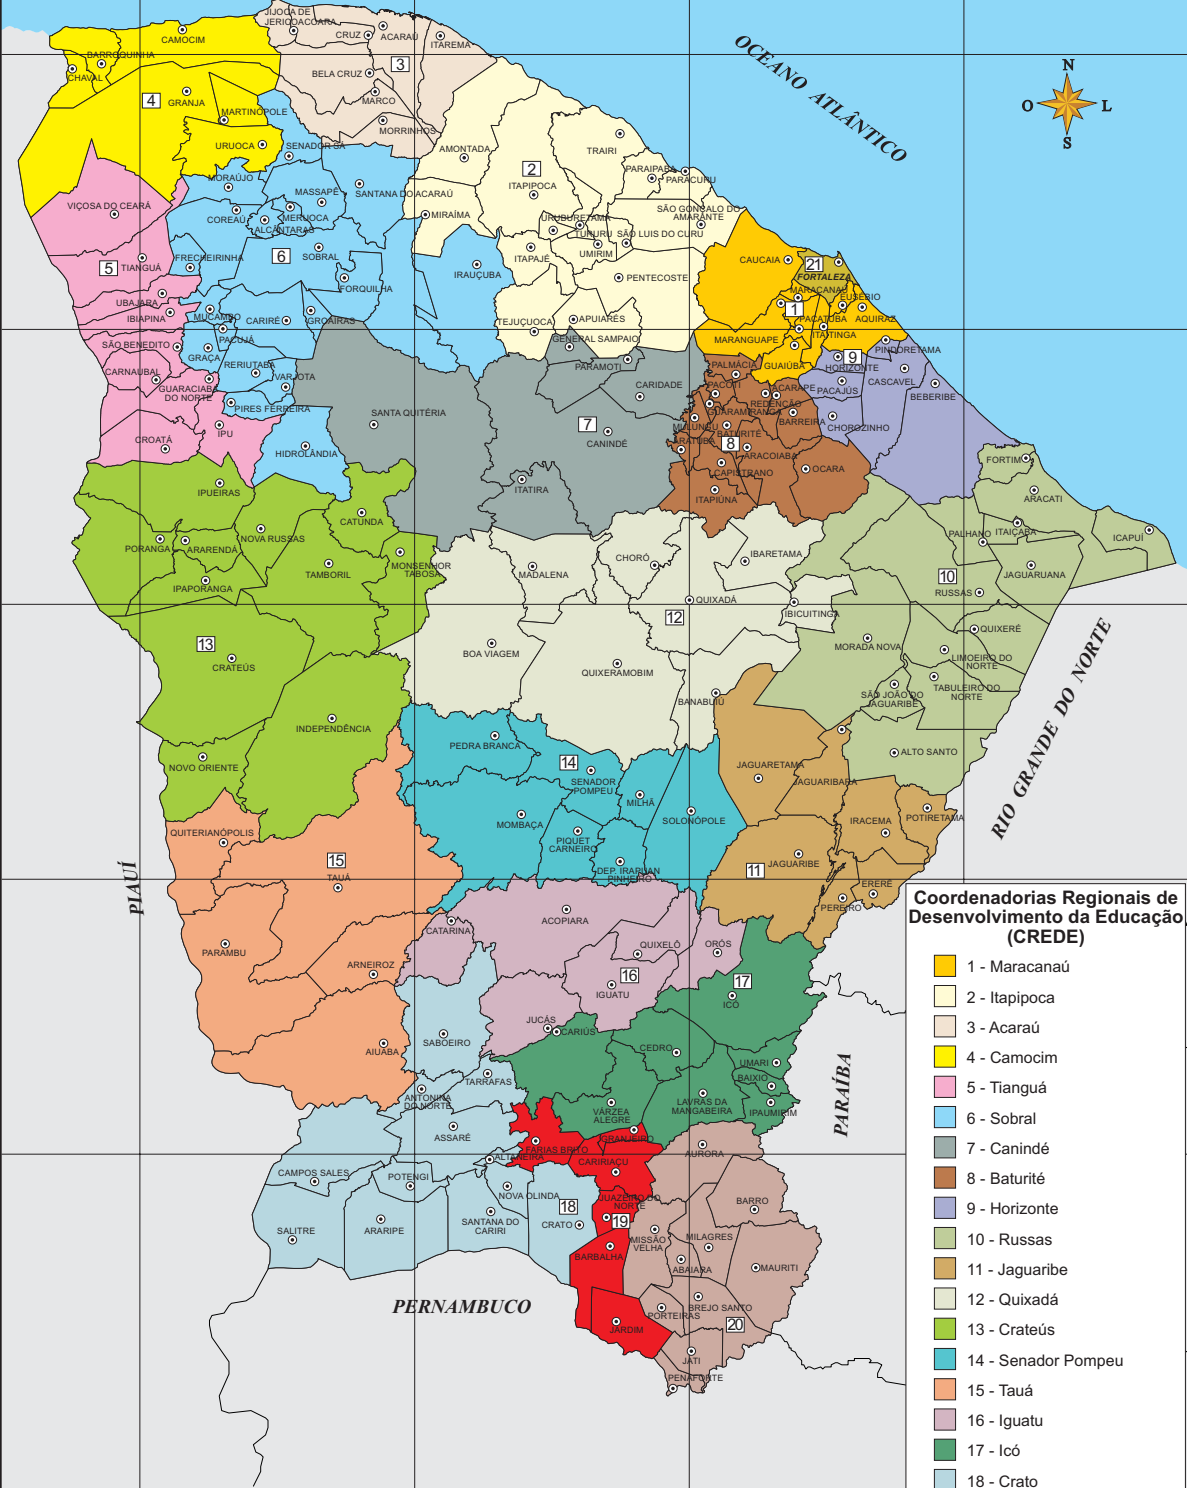 JIJOCA DE
JERICOACOARA
CRUZ
ACARAÚ
ITAREMA
CAMOCIM
BARROQUINHA
CHAVAL
BELA CRUZ
3
MARCO
4
GRANJA
MARTINÓPOLE
MORRINHOS
URUOCA
SENADOR SÁ
OCEANO ATLÂNTICO
N
O
L
S
AMONTADA
TRAIRI
2
ITAPIPOCA
PARAIPABA
PARACURU
MORAÚJO
MASSAPÊ
SANTANA DO ACARAÚ
MIRAÍMA
VIÇOSA DO CEARÁ
COREAÚ
MERUOCA
ALCÂNTARAS
URUBURETAMA
TURURU
SÃO LUIS DO CURU
SÃO GONÇALO DO
AMARANTE
UMIRIM
ITAPAJÉ
5
TIANGUÁ
FRECHEIRINHA
6
SOBRAL
IRAUÇUBA
FORQUILHA
PENTECOSTE
CAUCAIA
21
FORTALEZA
MARACANAÚ
EUSÉBIO
UBAJARA
IBIAPINA
MUCAMBO
CARIRÉ
GROAÍRAS
TEJUÇUOCA
APUIARÉS
1
PACATUBA
AQUIRAZ
ITAITINGA
PACUJÁ
GENERAL SAMPAIO
MARANGUAPE
SÃO BENEDITO
GRAÇA
PINDORETAMA
CARNAUBAL
RERIUTABA
VARJOTA
PARAMOTI
PALMÁCIA
GUAIÚBA
9
HORIZONTE
GUARACIABA
DO NORTE
CARIDADE
PACOTI
ACARAPE
PACAJÚS
CASCAVEL
BEBERIBE
PIRES FERREIRA
SANTA QUITÉRIA
REDENÇÃO
GUARAMIRANGA
BARREIRA
CHOROZINHO
IPU
7
CANINDÉ
MULUNGU
BATURITÉ
ARATUBA
8
CROATÁ
HIDROLÂNDIA
ARACOIABA
CAPISTRANO
OCARA
FORTIM
IPUEIRAS
ITATIRA
ITAPIÚNA
ARACATI
CATUNDA
NOVA RUSSAS
PORANGA
ARARENDÁ
PALHANO
ITAIÇABA
ICAPUÍ
IBARETAMA
CHORÓ
MADALENA
MONSENHOR
TABOSA
TAMBORIL
IPAPORANGA
10
JAGUARUANA
RUSSAS
QUIXADÁ
IBICUITINGA
12
QUIXERÉ
13
CRATEÚS
BOA VIAGEM
MORADA NOVA
LIMOEIRO DO
NORTE
QUIXERAMOBIM
TABULEIRO DO
NORTE
SÃO JOÃO DO
JAGUARIBE
BANABUIÚ
RIO GRANDE DO NORTE
INDEPENDÊNCIA
PEDRA BRANCA
ALTO SANTO
NOVO ORIENTE
14
SENADOR
POMPEU
JAGUARETAMA
JAGUARIBARA
MILHÃ
SOLONÓPOLE
MOMBAÇA
IRACEMA
POTIRETAMA
QUITERIANÓPOLIS
PIQUET
CARNEIRO
15
TAUÁ
DEP. IRAPUAN
PINHEIRO
11
JAGUARIBE
ERERÊ
PEREIRO
PIAUÍ
Coordenadorias Regionais de
Desenvolvimento da Educação
(CREDE)
1 - Maracanaú
2 - Itapipoca
3 - Acaraú
4 - Camocim
5 - Tianguá
6 - Sobral
7 - Canindé
8 - Baturité
9 - Horizonte
10 - Russas
11 - Jaguaribe
12 - Quixadá
13 - Crateús
14 - Senador Pompeu
15 - Tauá
16 - Iguatu
17 - Icó
18 - Crato
ACOPIARA
CATARINA
PARAMBU
ARNEIROZ
QUIXELÔ
ORÓS
16
IGUATU
17
ICÓ
JUCÁS
CARIÚS
SABOEIRO
AIUABA
CEDRO
UMARI
BAIXIO
TARRAFAS
ANTONINA
DO NORTE
VÁRZEA
ALEGRE
LAVRAS DA
MANGABEIRA
IPAUMIRIM
PARAÍBA
ASSARÉ
GRANJEIRO
AURORA
FARIAS BRITO
ALTANEIRA
CARIRIAÇU
CAMPOS SALES
POTENGI
NOVA OLINDA
18
JUAZEIRO DO
NORTE
BARRO
SALITRE
ARARIPE
SANTANA DO
CARIRI
CRATO
19
MISSÃO
VELHA
MILAGRES
BARBALHA
ABAIARA
MAURITI
PERNAMBUCO
BREJO SANTO
PORTEIRAS
20
JARDIM
JATI
PENAFORTE